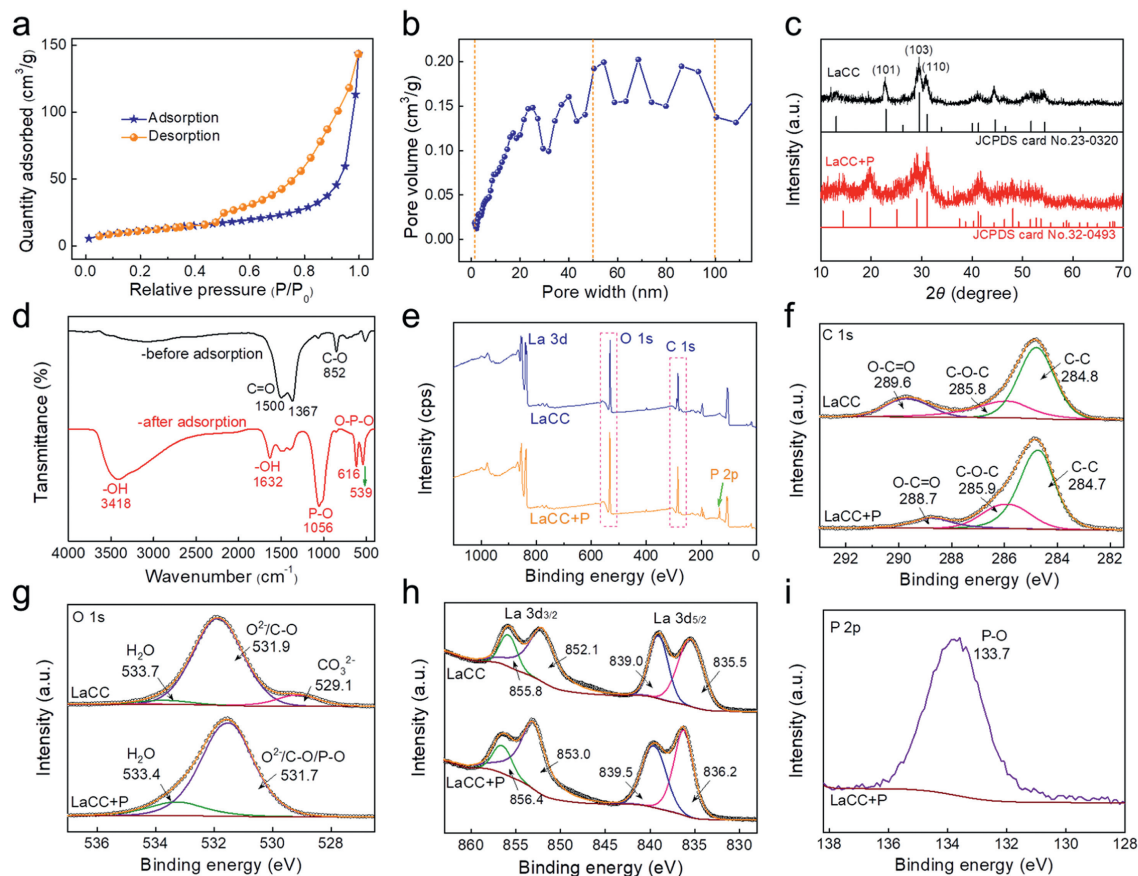 a
Quantity adsorbed (cm³/g)
150
100
50
0
Adsorption
Desorption
0.0 0.2 0.4 0.6 0.8 1.0
Relative pressure (P/P₀)
b
Pore volume (cm³/g)
0.20
0.15
0.10
0.05
0.00
0 20 40 60 80 100
Pore width (nm)
c
Intensity (a.u.)
LaCC
(101)
(103)
(110)
JCPDS card No.23-0320
LaCC+P
JCPDS card No.32-0493
10 20 30 40 50 60 70
2θ (degree)
d
Tansmittance (%)
-before adsorption
C=O
1500
1367
C-O
852
-after adsorption
-OH
3418
-OH
1632
P-O
1056
O-P-O
616
539
4000 3500 3000 2500 2000 1500 1000 500
Wavenumber (cm⁻¹)
e
Intensity (cps)
La 3d
O 1s
C 1s
LaCC
P 2p
LaCC+P
1000 800 600 400 200 0
Binding energy (eV)
f
Intensity (a.u.)
C 1s
O-C=O
289.6
C-O-C
285.8
C-C
284.8
LaCC
O-C=O
288.7
C-O-C
285.9
C-C
284.7
LaCC+P
292 290 288 286 284 282
Binding energy (eV)
g
Intensity (a.u.)
O 1s
H₂O
533.7
O²⁻/C-O
531.9
CO₃²⁻
529.1
LaCC
H₂O
533.4
O²⁻/C-O/P-O
531.7
LaCC+P
536 534 532 530 528
Binding energy (eV)
h
Intensity (a.u.)
La 3d₃/₂
La 3d₅/₂
LaCC
855.8
852.1
839.0
835.5
LaCC+P
856.4
853.0
839.5
836.2
860 855 850 845 840 835 830
Binding energy (eV)
i
Intensity (a.u.)
P 2p
P-O
133.7
LaCC+P
138 136 134 132 130 128
Binding energy (eV)